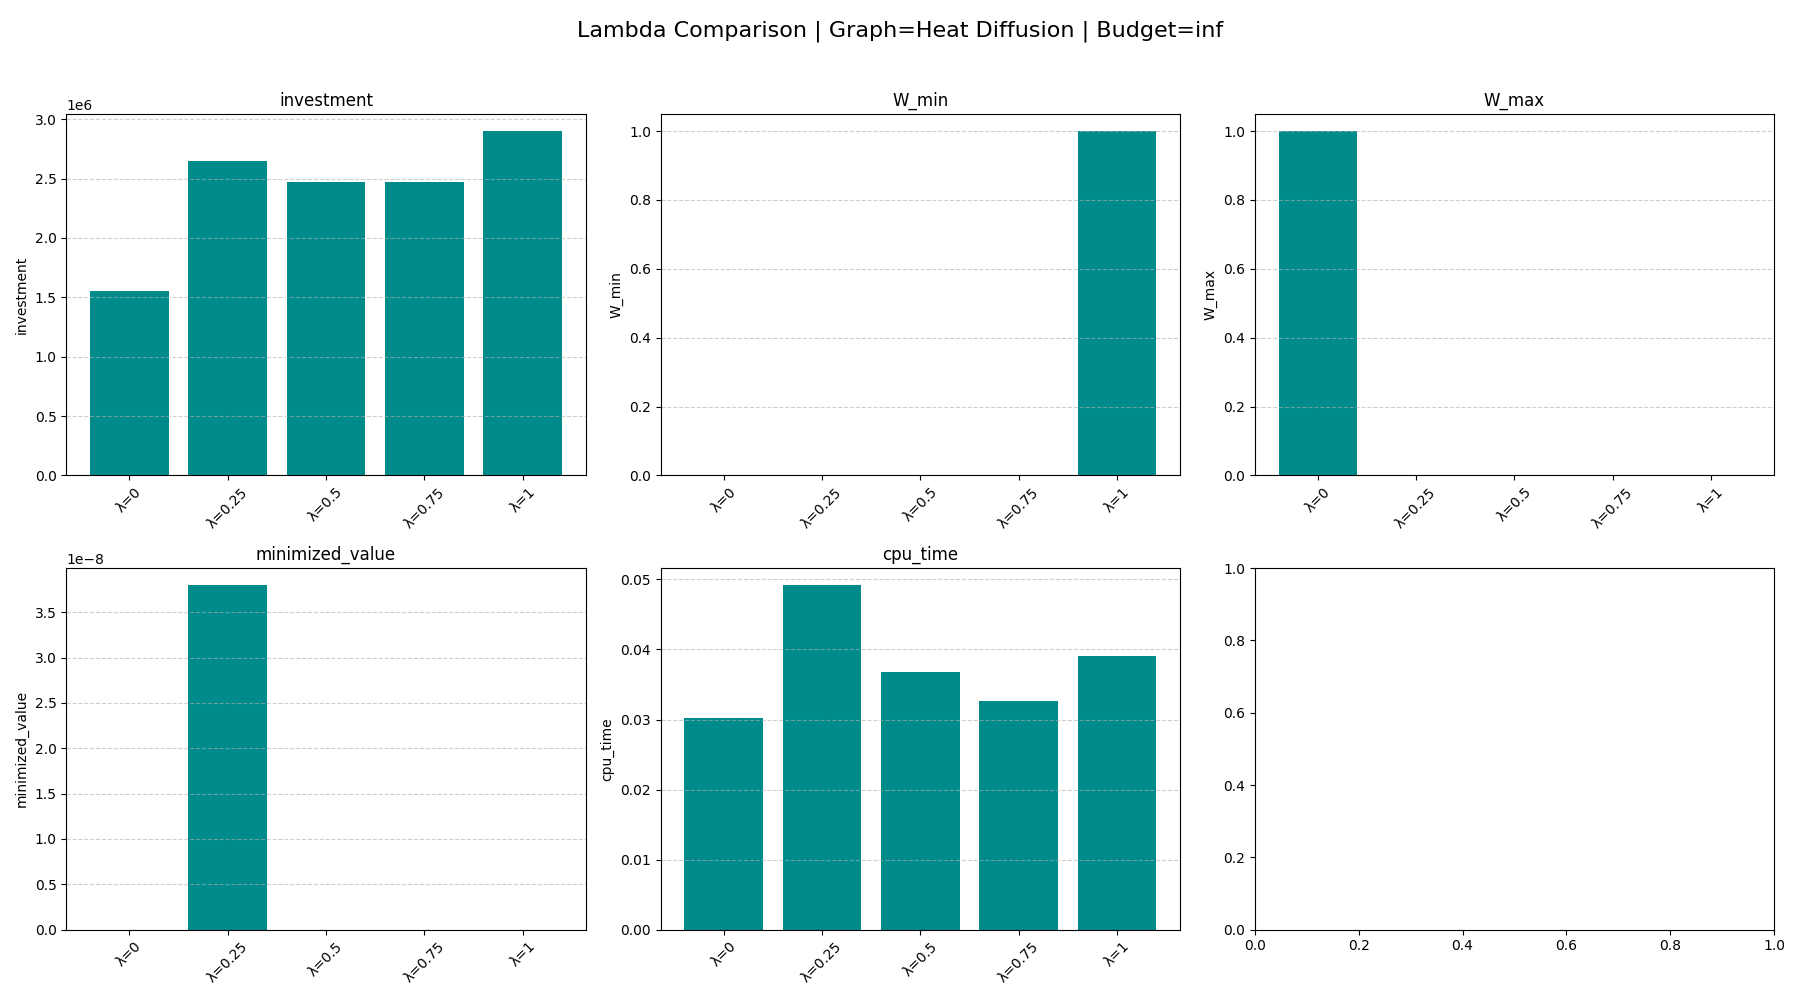 Lambda Comparison | Graph=Heat Diffusion | Budget=inf
investment
1e6
3.0
2.5
2.0
1.5
1.0
0.5
0.0
investment
λ=0
λ=0.25
λ=0.5
λ=0.75
λ=1
W_min
1.0
0.8
0.6
0.4
0.2
0.0
W_min
λ=0
λ=0.25
λ=0.5
λ=0.75
λ=1
W_max
1.0
0.8
0.6
0.4
0.2
0.0
W_max
λ=0
λ=0.25
λ=0.5
λ=0.75
λ=1
minimized_value
1e−8
3.5
3.0
2.5
2.0
1.5
1.0
0.5
0.0
minimized_value
λ=0
λ=0.25
λ=0.5
λ=0.75
λ=1
cpu_time
0.05
0.04
0.03
0.02
0.01
0.00
cpu_time
λ=0
λ=0.25
λ=0.5
λ=0.75
λ=1
1.0
0.8
0.6
0.4
0.2
0.0
0.0 0.2 0.4 0.6 0.8 1.0